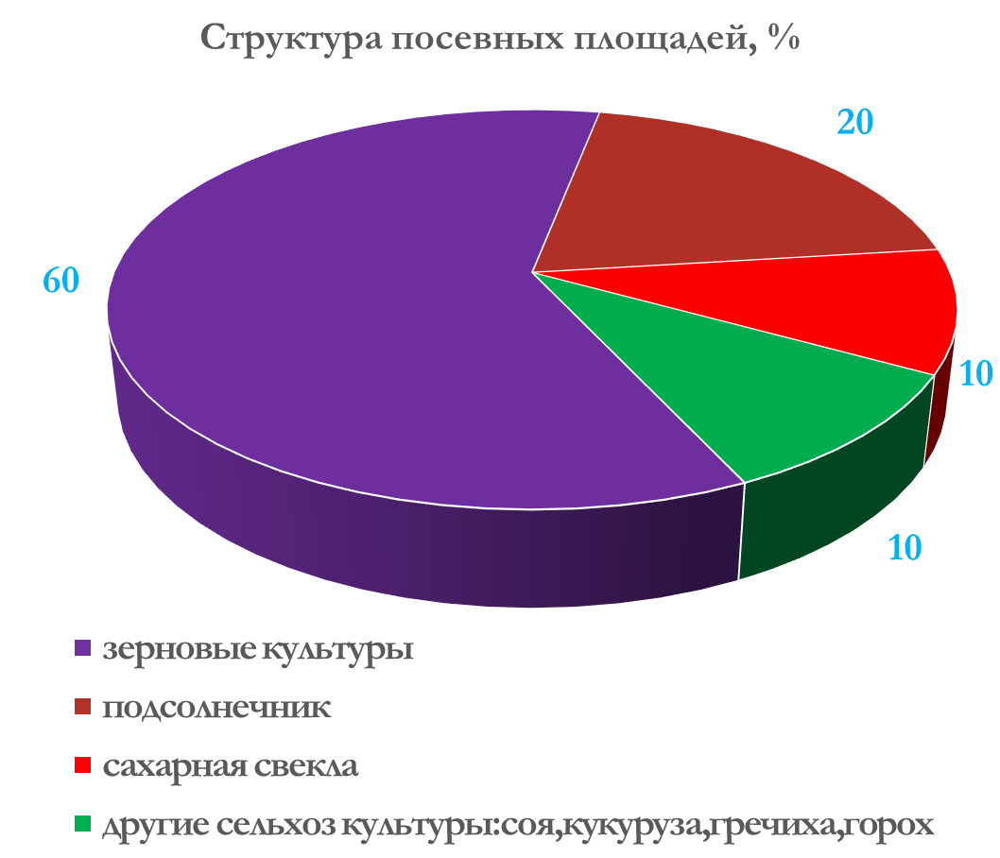 Структура посевных площадей, %
20
60
10
10
зерновые культуры
подсолнечник
сахарная свекла
другие сельхоз культуры:соя,кукуруза,гречиха,горох